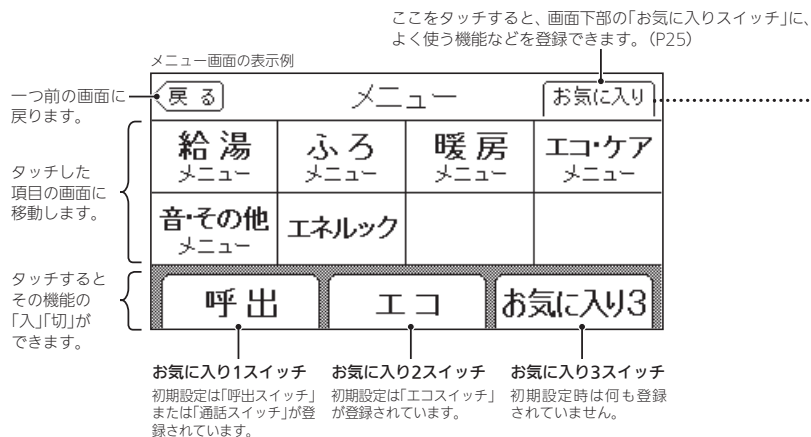 ここをタッチすると、画面下部の「お気に入りスイッチ」に、
よく使う機能などを登録できます。（P25）
メニュー画面の表示例
一つ前の画面に
戻ります。
戻る
メニュー
お気に入り
タッチした
項目の画面に
移動します。
給湯
メニュー
ふろ
メニュー
暖房
メニュー
エコ・ケア
メニュー
音・その他
メニュー
エネルック
タッチすると
その機能の
「入」「切」が
できます。
呼出
エコ
お気に入り3
お気に入り1スイッチ
初期設定は「呼出スイッチ」
または「通話スイッチ」が登
録されています。
お気に入り2スイッチ
初期設定は「エコスイッチ」
が登録されています。
お気に入り3スイッチ
初期設定時は何も登録
されていません。